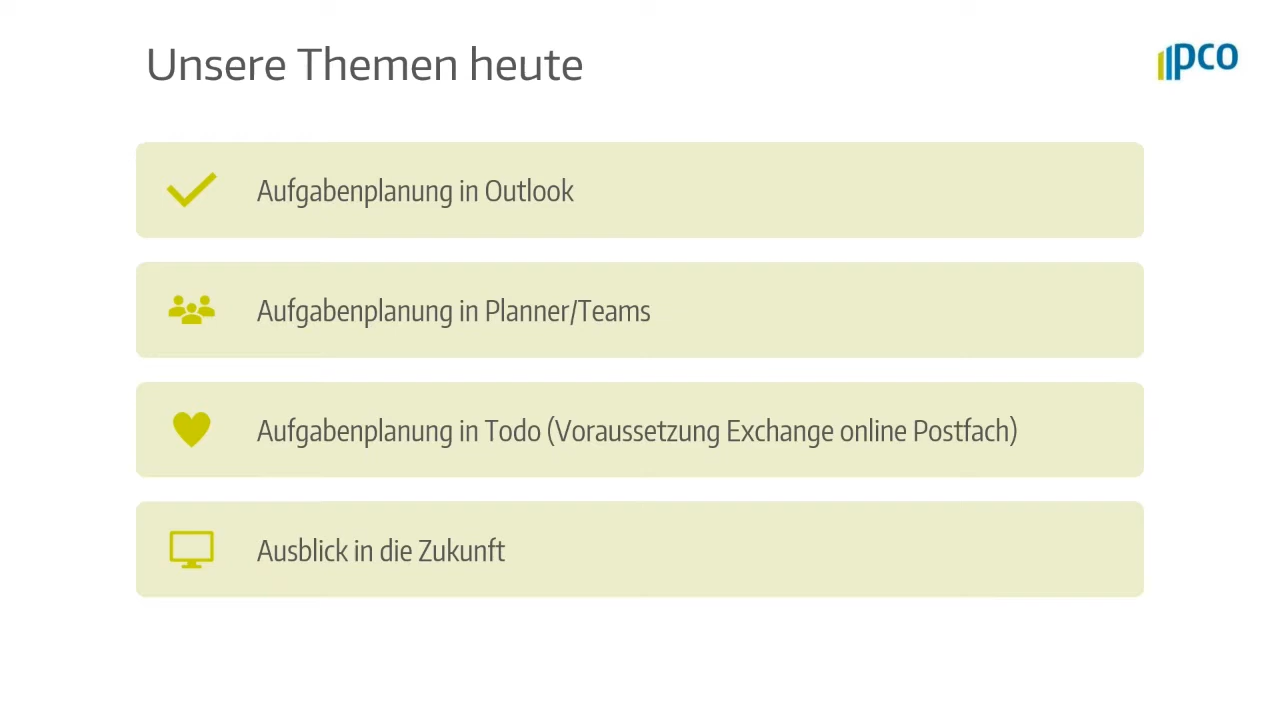 Unsere Themen heute
pco
Aufgabenplanung in Outlook
Aufgabenplanung in Planner/Teams
Aufgabenplanung in Todo (Voraussetzung Exchange online Postfach)
Ausblick in die Zukunft